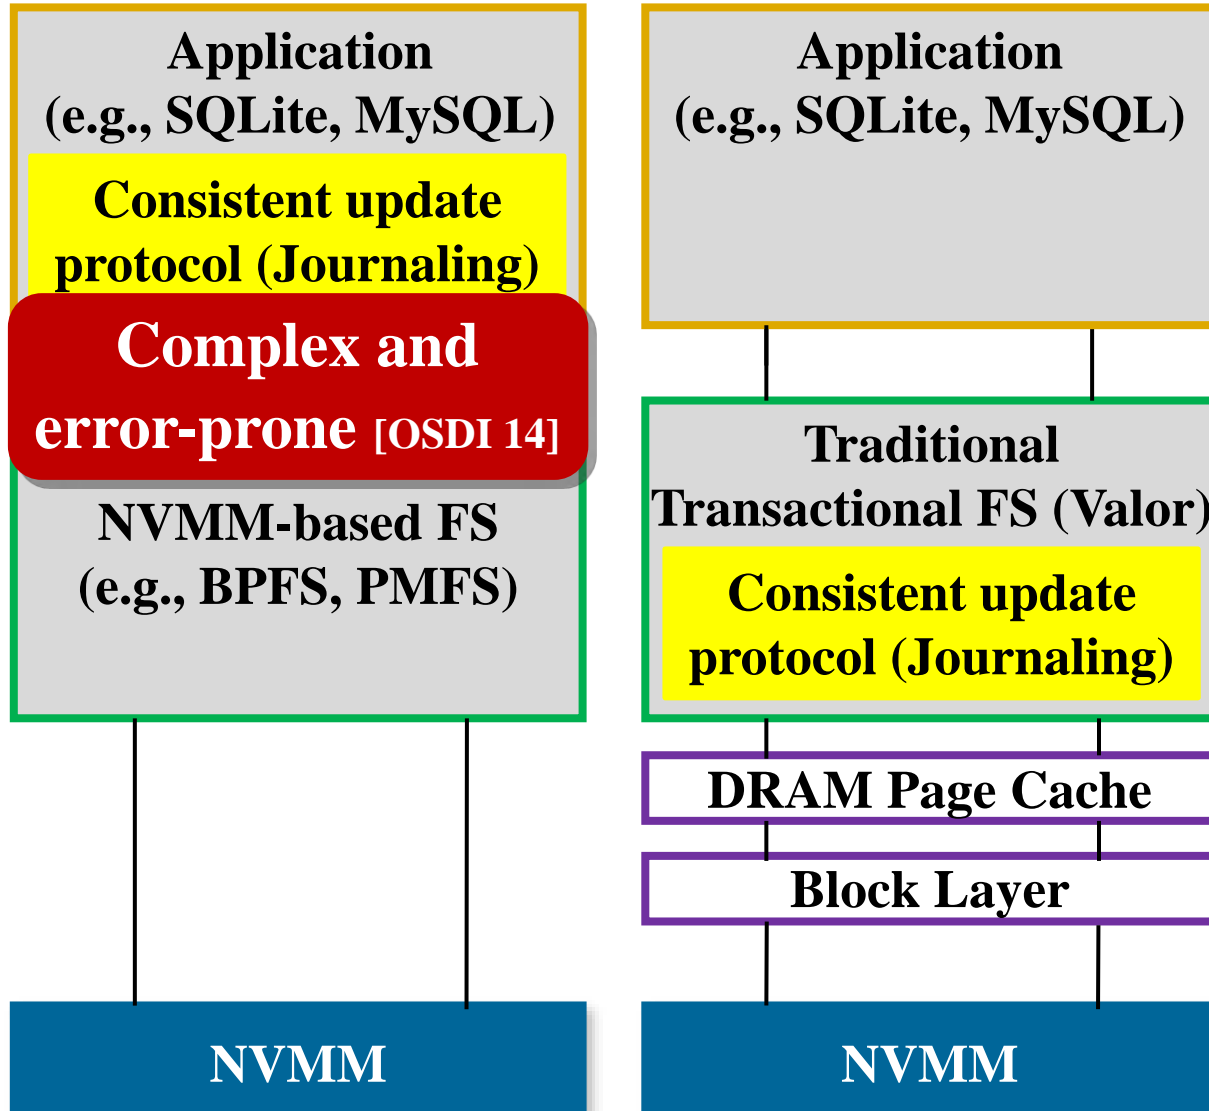 Application
(e.g., SQLite, MySQL)
Consistent update
protocol (Journaling)
Complex and
error-prone [OSDI 14]
NVMM-based FS
(e.g., BPFS, PMFS)
NVMM
Application
(e.g., SQLite, MySQL)
Traditional
Transactional FS (Valor)
Consistent update
protocol (Journaling)
DRAM Page Cache
Block Layer
NVMM